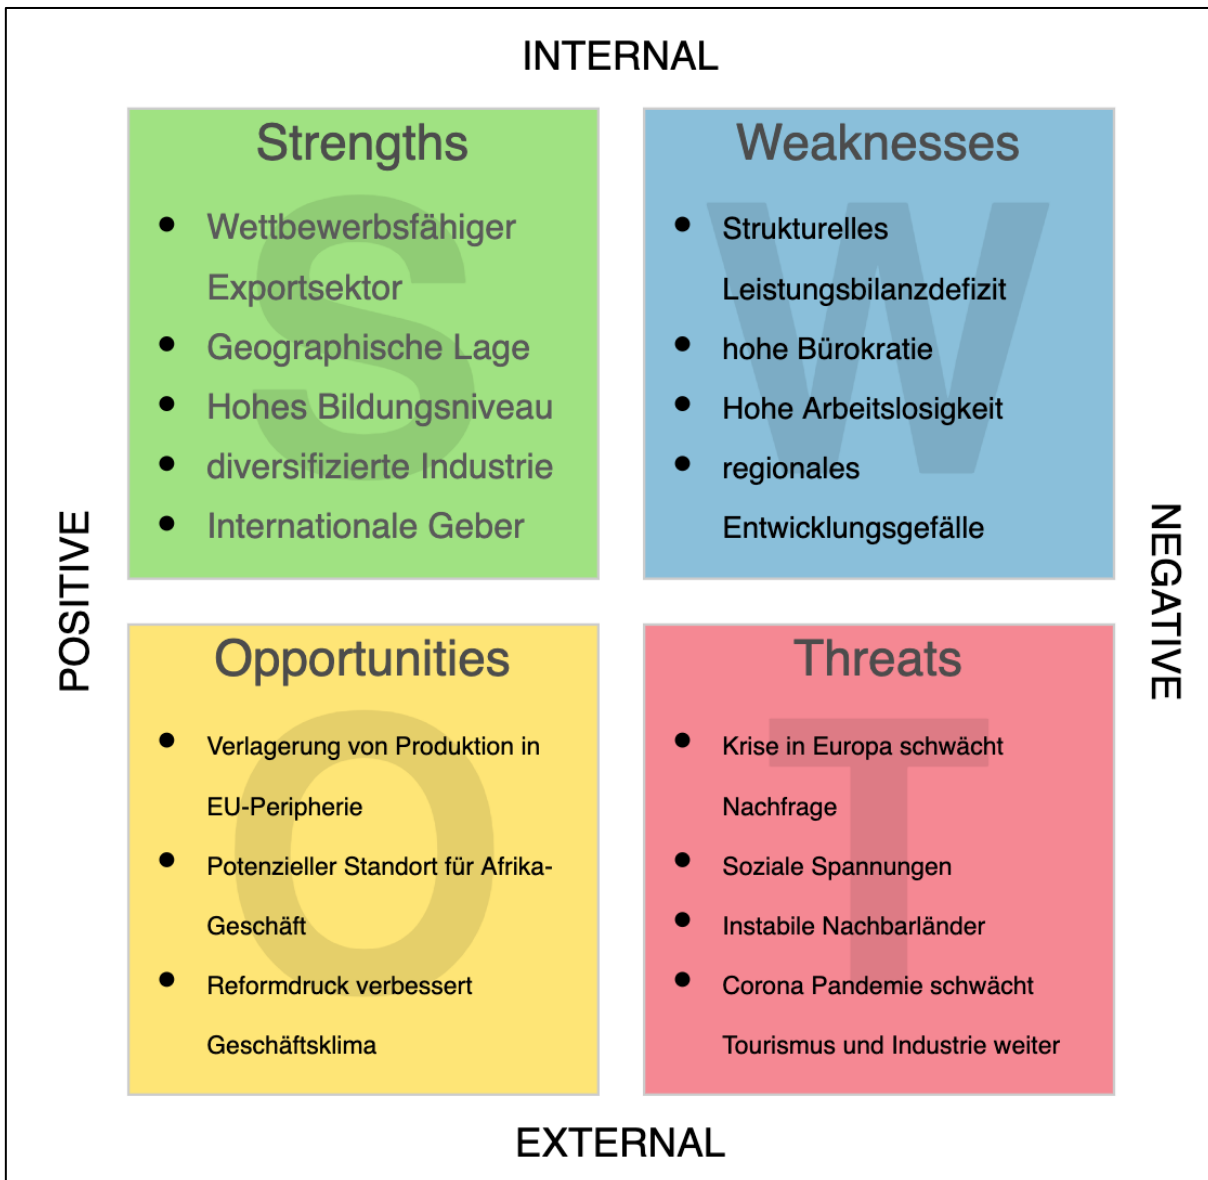 INTERNAL
Strengths
• Wettbewerbsfähiger
Exportsektor
• Geographische Lage
• Hohes Bildungsniveau
• diversifizierte Industrie
• Internationale Geber
Weaknesses
• Strukturelles
Leistungsbilanzdefizit
• hohe Bürokratie
• Hohe Arbeitslosigkeit
• regionales
Entwicklungsgefälle
POSITIVE
NEGATIVE
Opportunities
• Verlagerung von Produktion in
EU-Peripherie
• Potenzieller Standort für Afrika-
Geschäft
• Reformdruck verbessert
Geschäftsklima
Threats
• Krise in Europa schwächt
Nachfrage
• Soziale Spannungen
• Instabile Nachbarländer
• Corona Pandemie schwächt
Tourismus und Industrie weiter
EXTERNAL
S
W
O
T